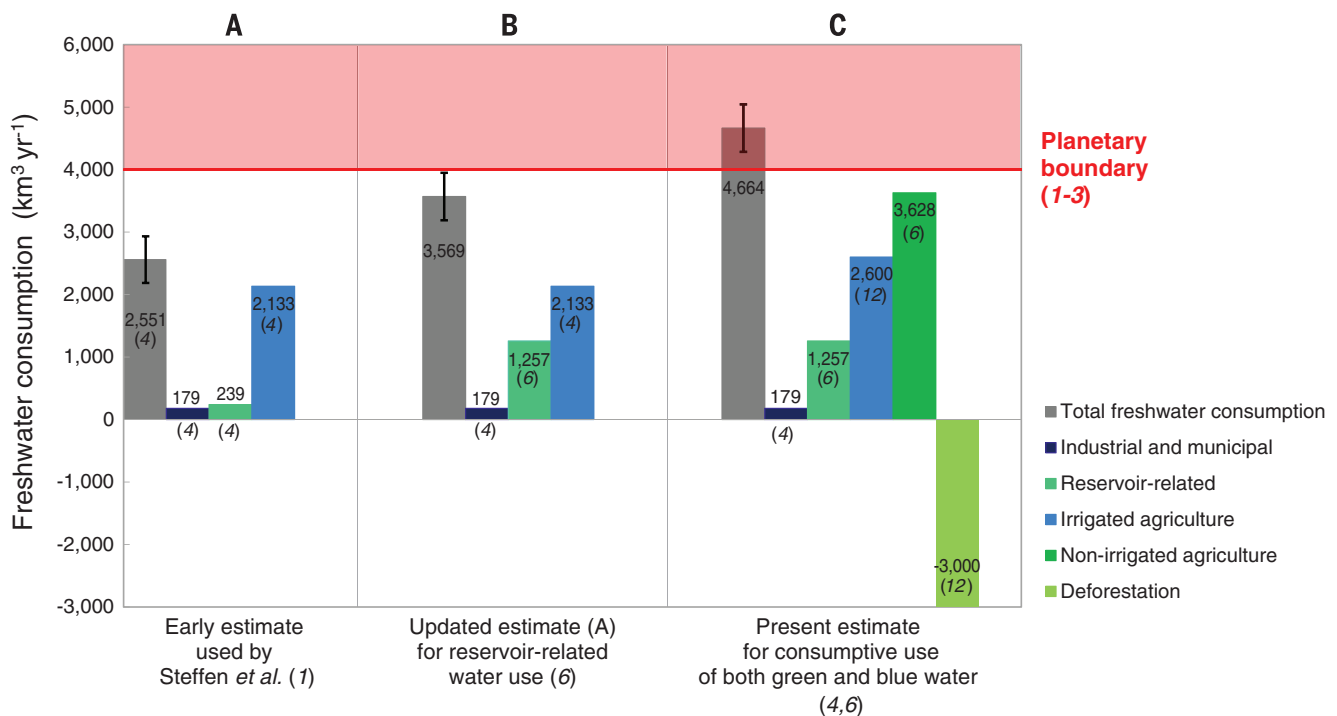 A
B
C
6,000
5,000
4,000
3,000
2,000
1,000
0
-1,000
-2,000
-3,000
Freshwater consumption (km³ yr⁻¹)
2,551
(4)
179
(4)
239
(4)
2,133
(4)
3,569
179
(4)
1,257
(6)
2,133
(4)
4,664
179
(4)
1,257
(6)
2,600
(12)
3,628
(6)
-3,000
(12)
Planetary
boundary
(1-3)
Total freshwater consumption
Industrial and municipal
Reservoir-related
Irrigated agriculture
Non-irrigated agriculture
Deforestation
Early estimate
used by
Steffen et al. (1)
Updated estimate (A)
for reservoir-related
water use (6)
Present estimate
for consumptive use
of both green and blue water
(4,6)